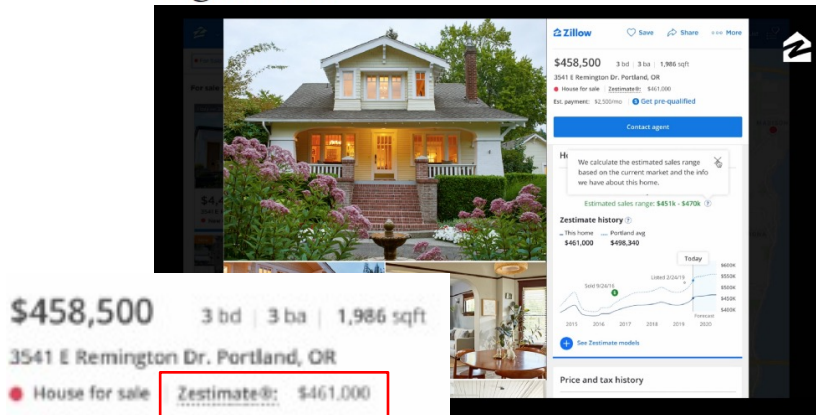 Zillow
Save
Share
More
$458,500 3 bd | 3 ba | 1,986 sqft
3541 E Remington Dr. Portland, OR
House for sale | Zestimate®: $461,000
Est. payment: $2,500/mo | Get pre-qualified
Contact agent
We calculate the estimated sales range
based on the current market and the info
we have about this home.
Estimated sales range: $451k - $470k
Zestimate history
This home
Portland avg
$461,000 $498,340
Today
$600K
$550K
$500K
$450K
$400K
Listed 2/24/19
Sold 9/24/19
Forecast
2015 2016 2017 2018 2019 2020
See Zestimate models
Price and tax history
$458,500 3 bd | 3 ba | 1,986 sqft
3541 E Remington Dr. Portland, OR
House for sale Zestimate®: $461,000